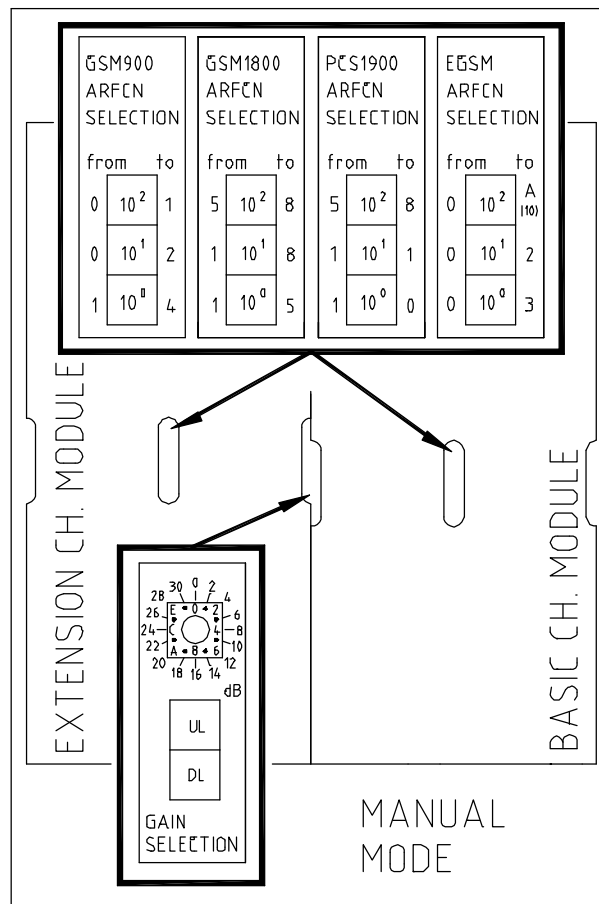 GSM900
ARFCN
SELECTION
from to
0 10² 1
0 10¹ 2
1 10⁰ 4
GSM1800
ARFCN
SELECTION
from to
5 10² 8
1 10¹ 8
1 10⁰ 5
PCS1900
ARFCN
SELECTION
from to
5 10² 8
1 10¹ 1
1 10⁰ 0
EGSM
ARFCN
SELECTION
from to
0 10² A
(10)
0 10¹ 2
0 10⁰ 3
EXTENSION CH. MODULE
BASIC CH. MODULE
0
2
4
6
8
10
12
14
16
18
20
22
24
26
28
30
0
2
4
6
8
A
C
E
dB
UL
DL
GAIN
SELECTION
MANUAL
MODE